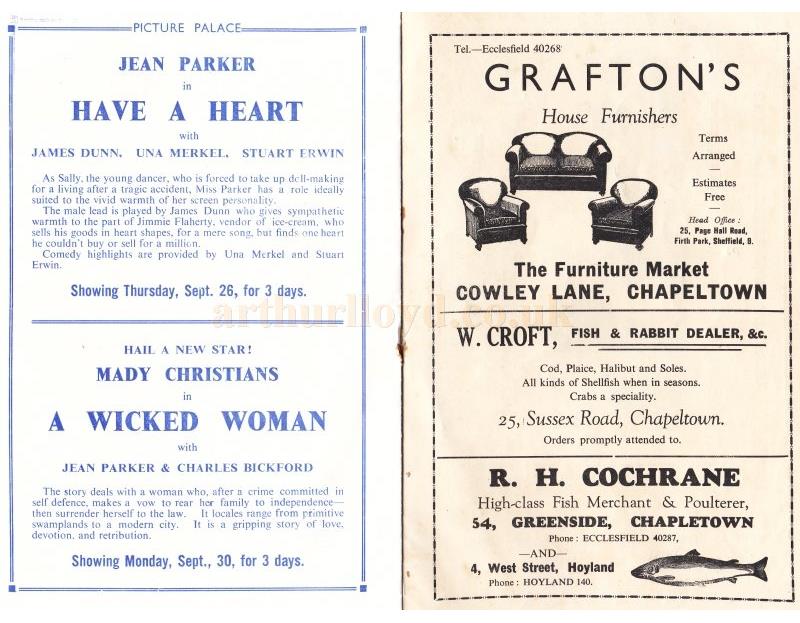 PICTURE PALACE
JEAN PARKER
in
HAVE A HEART
with
JAMES DUNN, UNA MERKEL, STUART ERWIN
As Sally, the young dancer, who is forced to take up doll-making
for a living after a tragic accident, Miss Parker has a role ideally
suited to the vivid warmth of her screen personality.
The male lead is played by James Dunn who gives sympathetic
warmth to the part of Jimmie Flaherty, vendor of ice-cream, who
sells his goods in heart shapes, for a mere song, but finds one heart
he couldn't buy or sell for a million.
Comedy highlights are provided by Una Merkel and Stuart
Erwin.
Showing Thursday, Sept. 26, for 3 days.
HAIL A NEW STAR!
MADY CHRISTIANS
in
A WICKED WOMAN
with
JEAN PARKER & CHARLES BICKFORD
The story deals with a woman who, after a crime committed in
self defence, makes a vow to rear her family to independence—
then surrender herself to the law. It locales range from primitive
swamplands to a modern city. It is a gripping story of love,
devotion, and retribution.
Showing Monday, Sept., 30, for 3 days.
Tel.—Ecclesfield 40268
GRAFTON'S
House Furnishers
Terms
Arranged
—
Estimates
Free
—
Head Office :
25, Page Hall Road,
Firth Park, Sheffield, 5.
The Furniture Market
COWLEY LANE, CHAPELTOWN
W. CROFT, FISH & RABBIT DEALER, &c.
Cod, Plaice, Halibut and Soles.
All kinds of Shellfish when in seasons.
Crabs a speciality.
25, Sussex Road, Chapeltown.
Orders promptly attended to.
R. H. COCHRANE
High-class Fish Merchant & Poulterer,
54, GREENSIDE, CHAPLETOWN
Phone : ECCLESFIELD 40287,
—AND—
4, West Street, Hoyland
Phone : HOYLAND 140.
arthurlloyd.co.uk